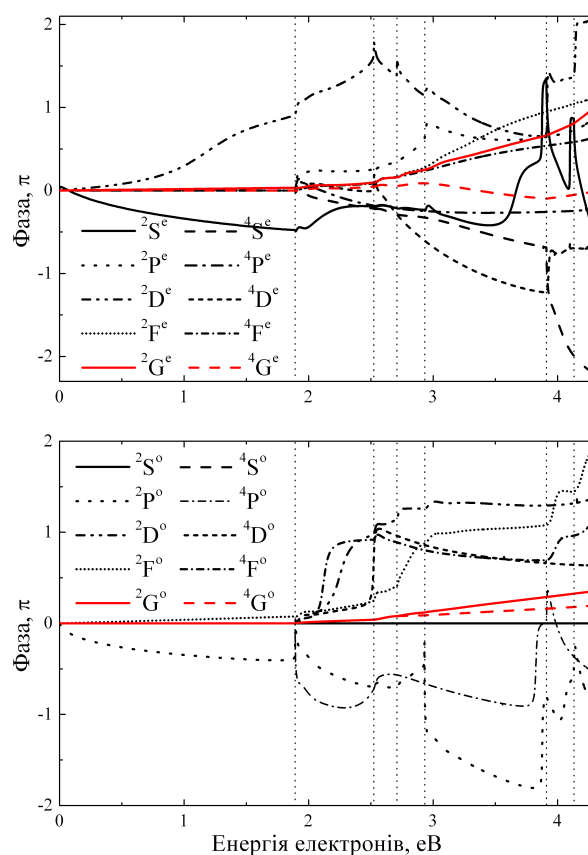 2
1
0
-1
-2
Фаза, π
²Sᵉ ⁴Sᵉ
²Pᵉ ⁴Pᵉ
²Dᵉ ⁴Dᵉ
²Fᵉ ⁴Fᵉ
²Gᵉ ⁴Gᵉ
0 1 2 3 4
2
1
0
-1
-2
Фаза, π
²Sᵒ ⁴Sᵒ
²Pᵒ ⁴Pᵒ
²Dᵒ ⁴Dᵒ
²Fᵒ ⁴Fᵒ
²Gᵒ ⁴Gᵒ
0 1 2 3 4
Енергія електронів, еВ